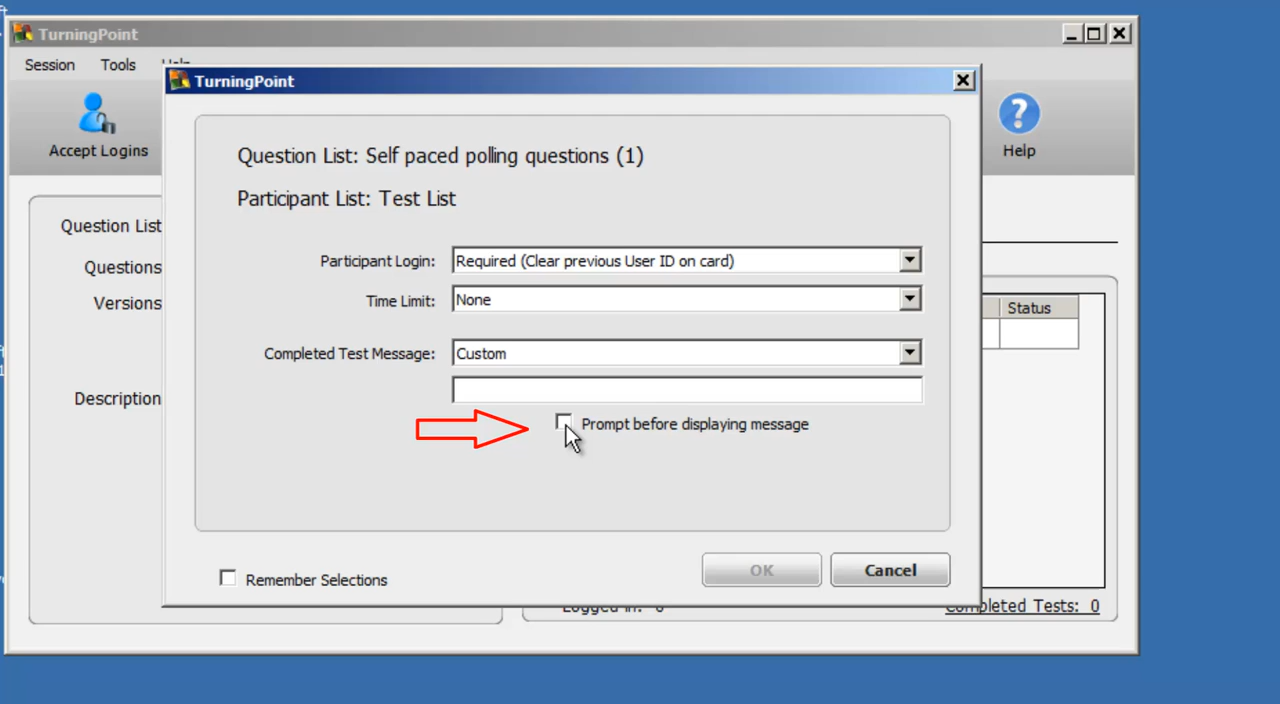 TurningPoint
Session Tools
TurningPoint
Accept Logins
Help
Question List: Self paced polling questions (1)
Participant List: Test List
Question List
Questions
Versions
Description
Participant Login: Required (Clear previous User ID on card)
Time Limit: None
Status
Completed Test Message: Custom
Prompt before displaying message
Remember Selections
OK Cancel
Completed Tests: 0